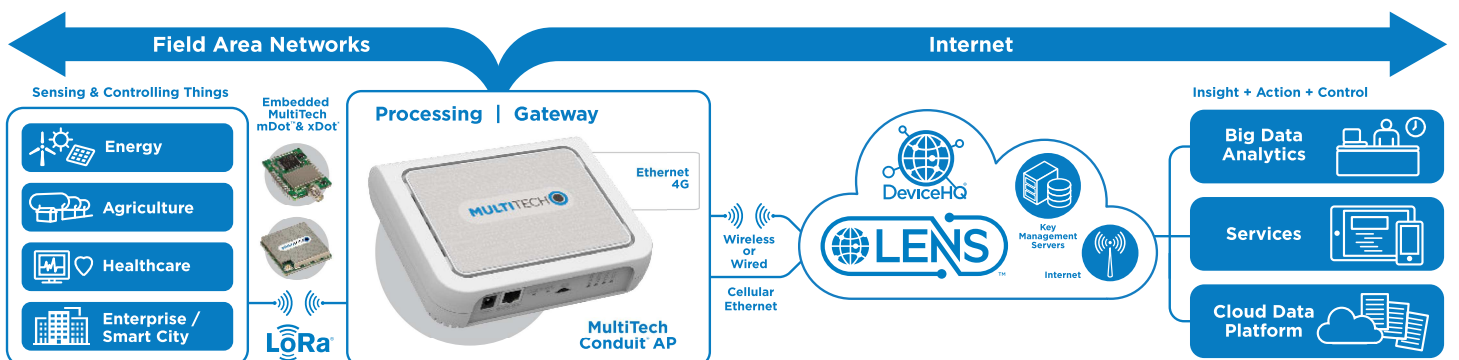 Field Area Networks
Internet
Sensing & Controlling Things
Energy
Agriculture
Healthcare
Enterprise /
Smart City
Embedded
MultiTech
mDot™ & xDot®
LoRa®
Processing | Gateway
MULTITECH
Ethernet
4G
MultiTech
Conduit® AP
Wireless
or
Wired
Cellular
Ethernet
DeviceHQ®
LENS™
Key
Management
Servers
Internet
Insight + Action + Control
Big Data
Analytics
Services
Cloud Data
Platform